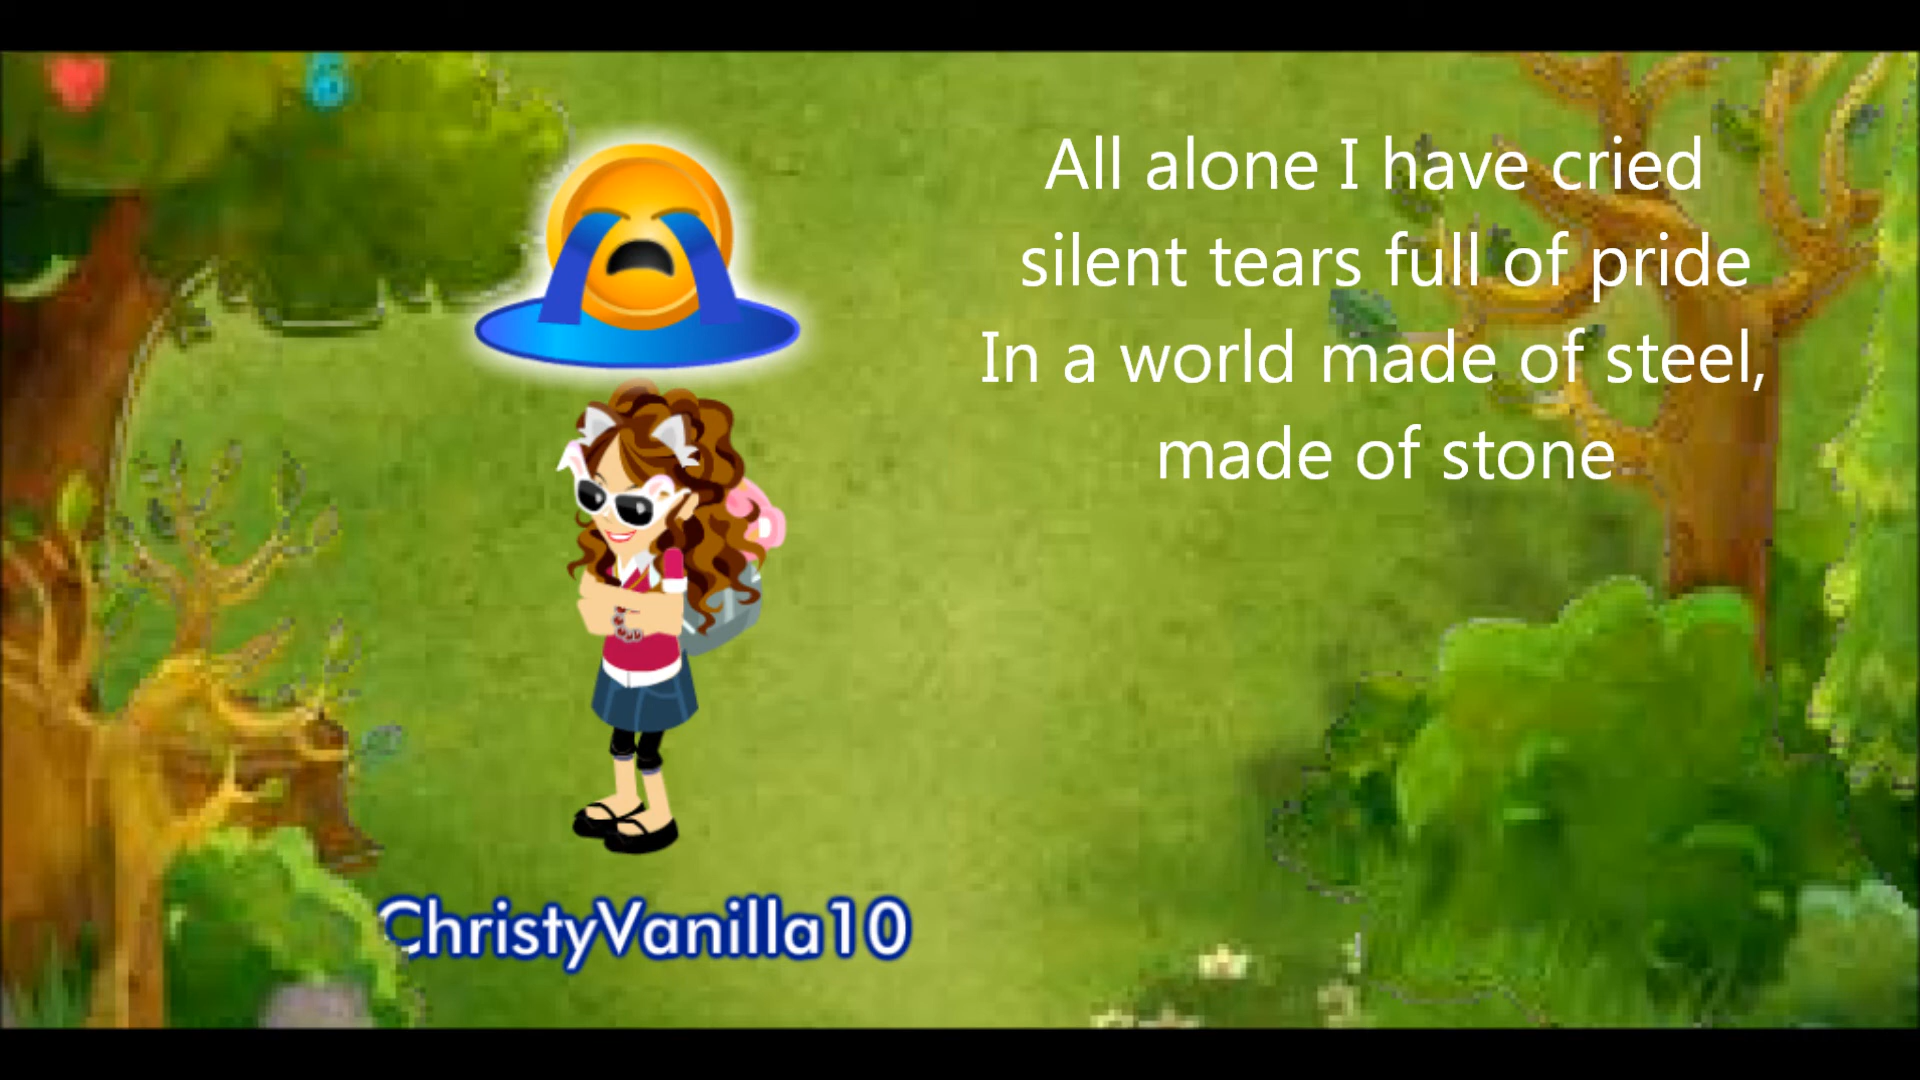 All alone I have cried
silent tears full of pride
In a world made of steel,
made of stone
ChristyVanilla10